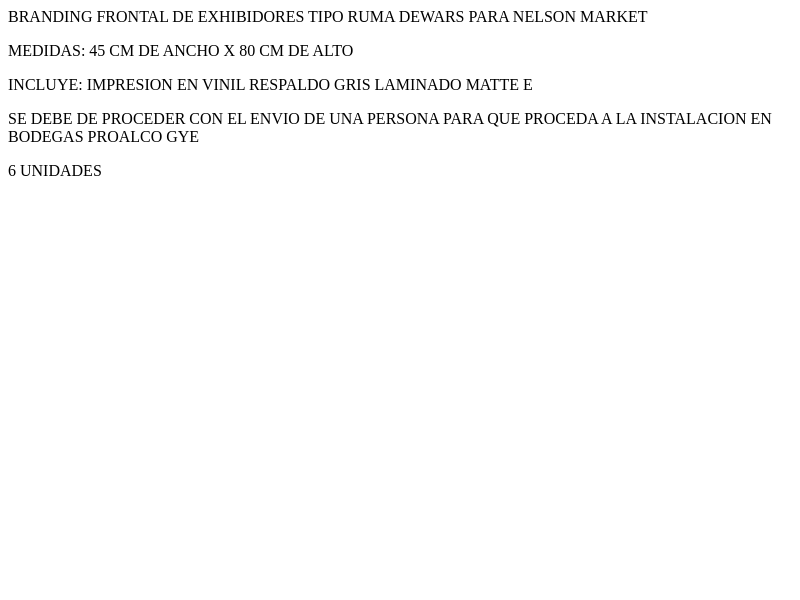 BRANDING FRONTAL DE EXHIBIDORES TIPO RUMA DEWARS PARA NELSON MARKET
MEDIDAS: 45 CM DE ANCHO X 80 CM DE ALTO
INCLUYE: IMPRESION EN VINIL RESPALDO GRIS LAMINADO MATTE E
SE DEBE DE PROCEDER CON EL ENVIO DE UNA PERSONA PARA QUE PROCEDA A LA INSTALACION EN
BODEGAS PROALCO GYE
6 UNIDADES